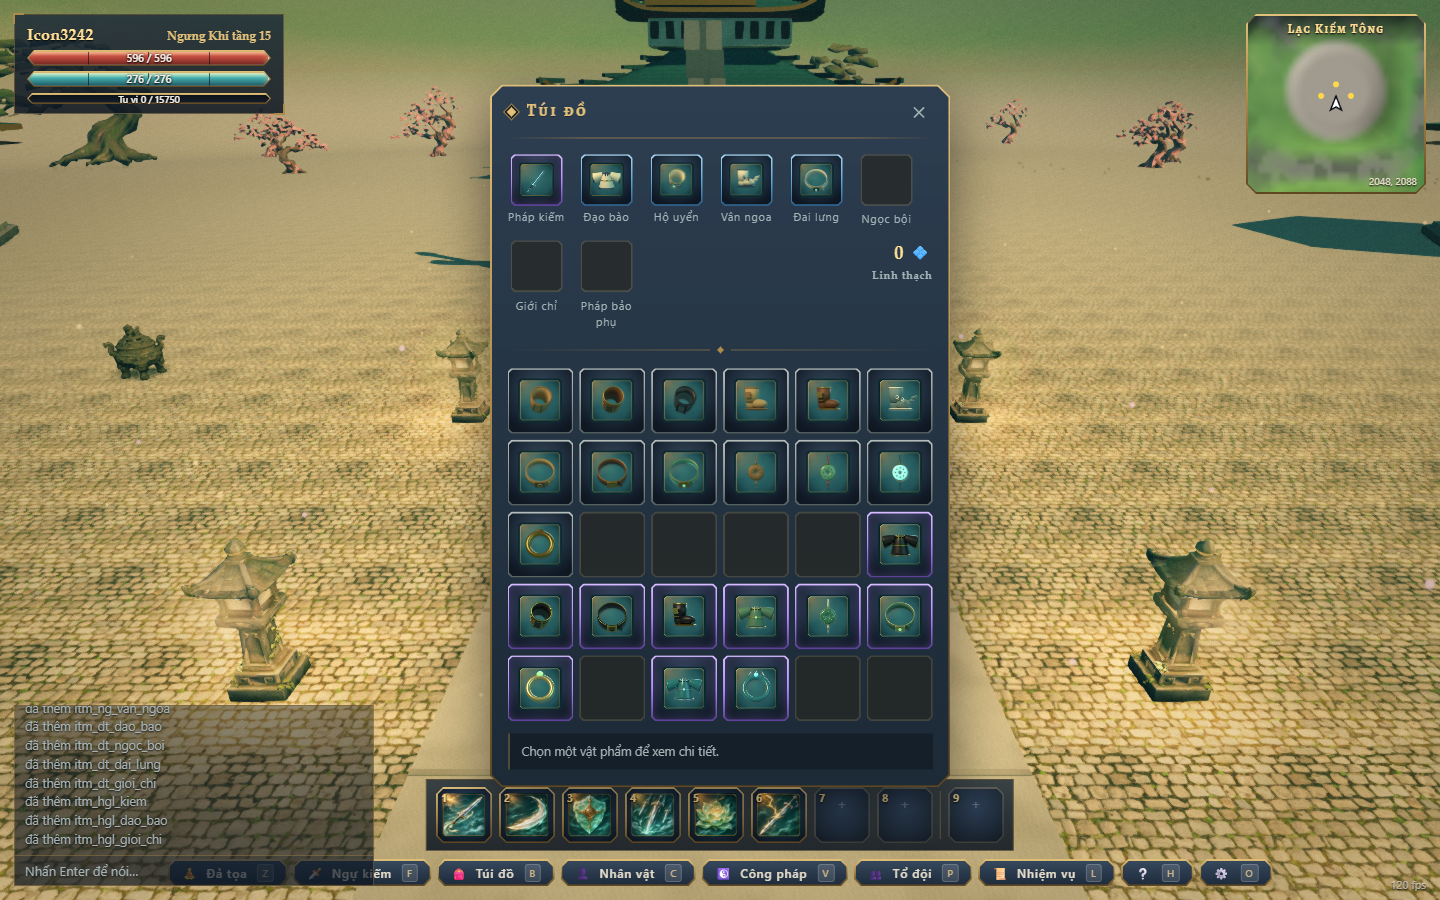 Icon3242
Ngưng Khí tầng 15
596 / 596
276 / 276
Tu vi 0 / 15750
Lạc Kiếm Tông
2048, 2088
Túi đồ
Pháp kiếm
Đạo bào
Hộ uyển
Vân ngoa
Đai lưng
Ngọc bội
0
Linh thạch
Giới chỉ
Pháp bảo
phụ
Chọn một vật phẩm để xem chi tiết.
đã thêm itm_ng_van_ngoa
đã thêm itm_dt_dao_bao
đã thêm itm_dt_ngoc_boi
đã thêm itm_dt_dai_lung
đã thêm itm_dt_gioi_chi
đã thêm itm_hgl_kiem
đã thêm itm_hgl_dao_bao
đã thêm itm_hgl_gioi_chi
Nhấn Enter để nói...
1 2 3 4 5 6 7 + 8 + 9 +
Đả tọa Z
Ngự kiếm F
Túi đồ B
Nhân vật C
Công pháp V
Tổ đội P
Nhiệm vụ L
? H
O
120 fps